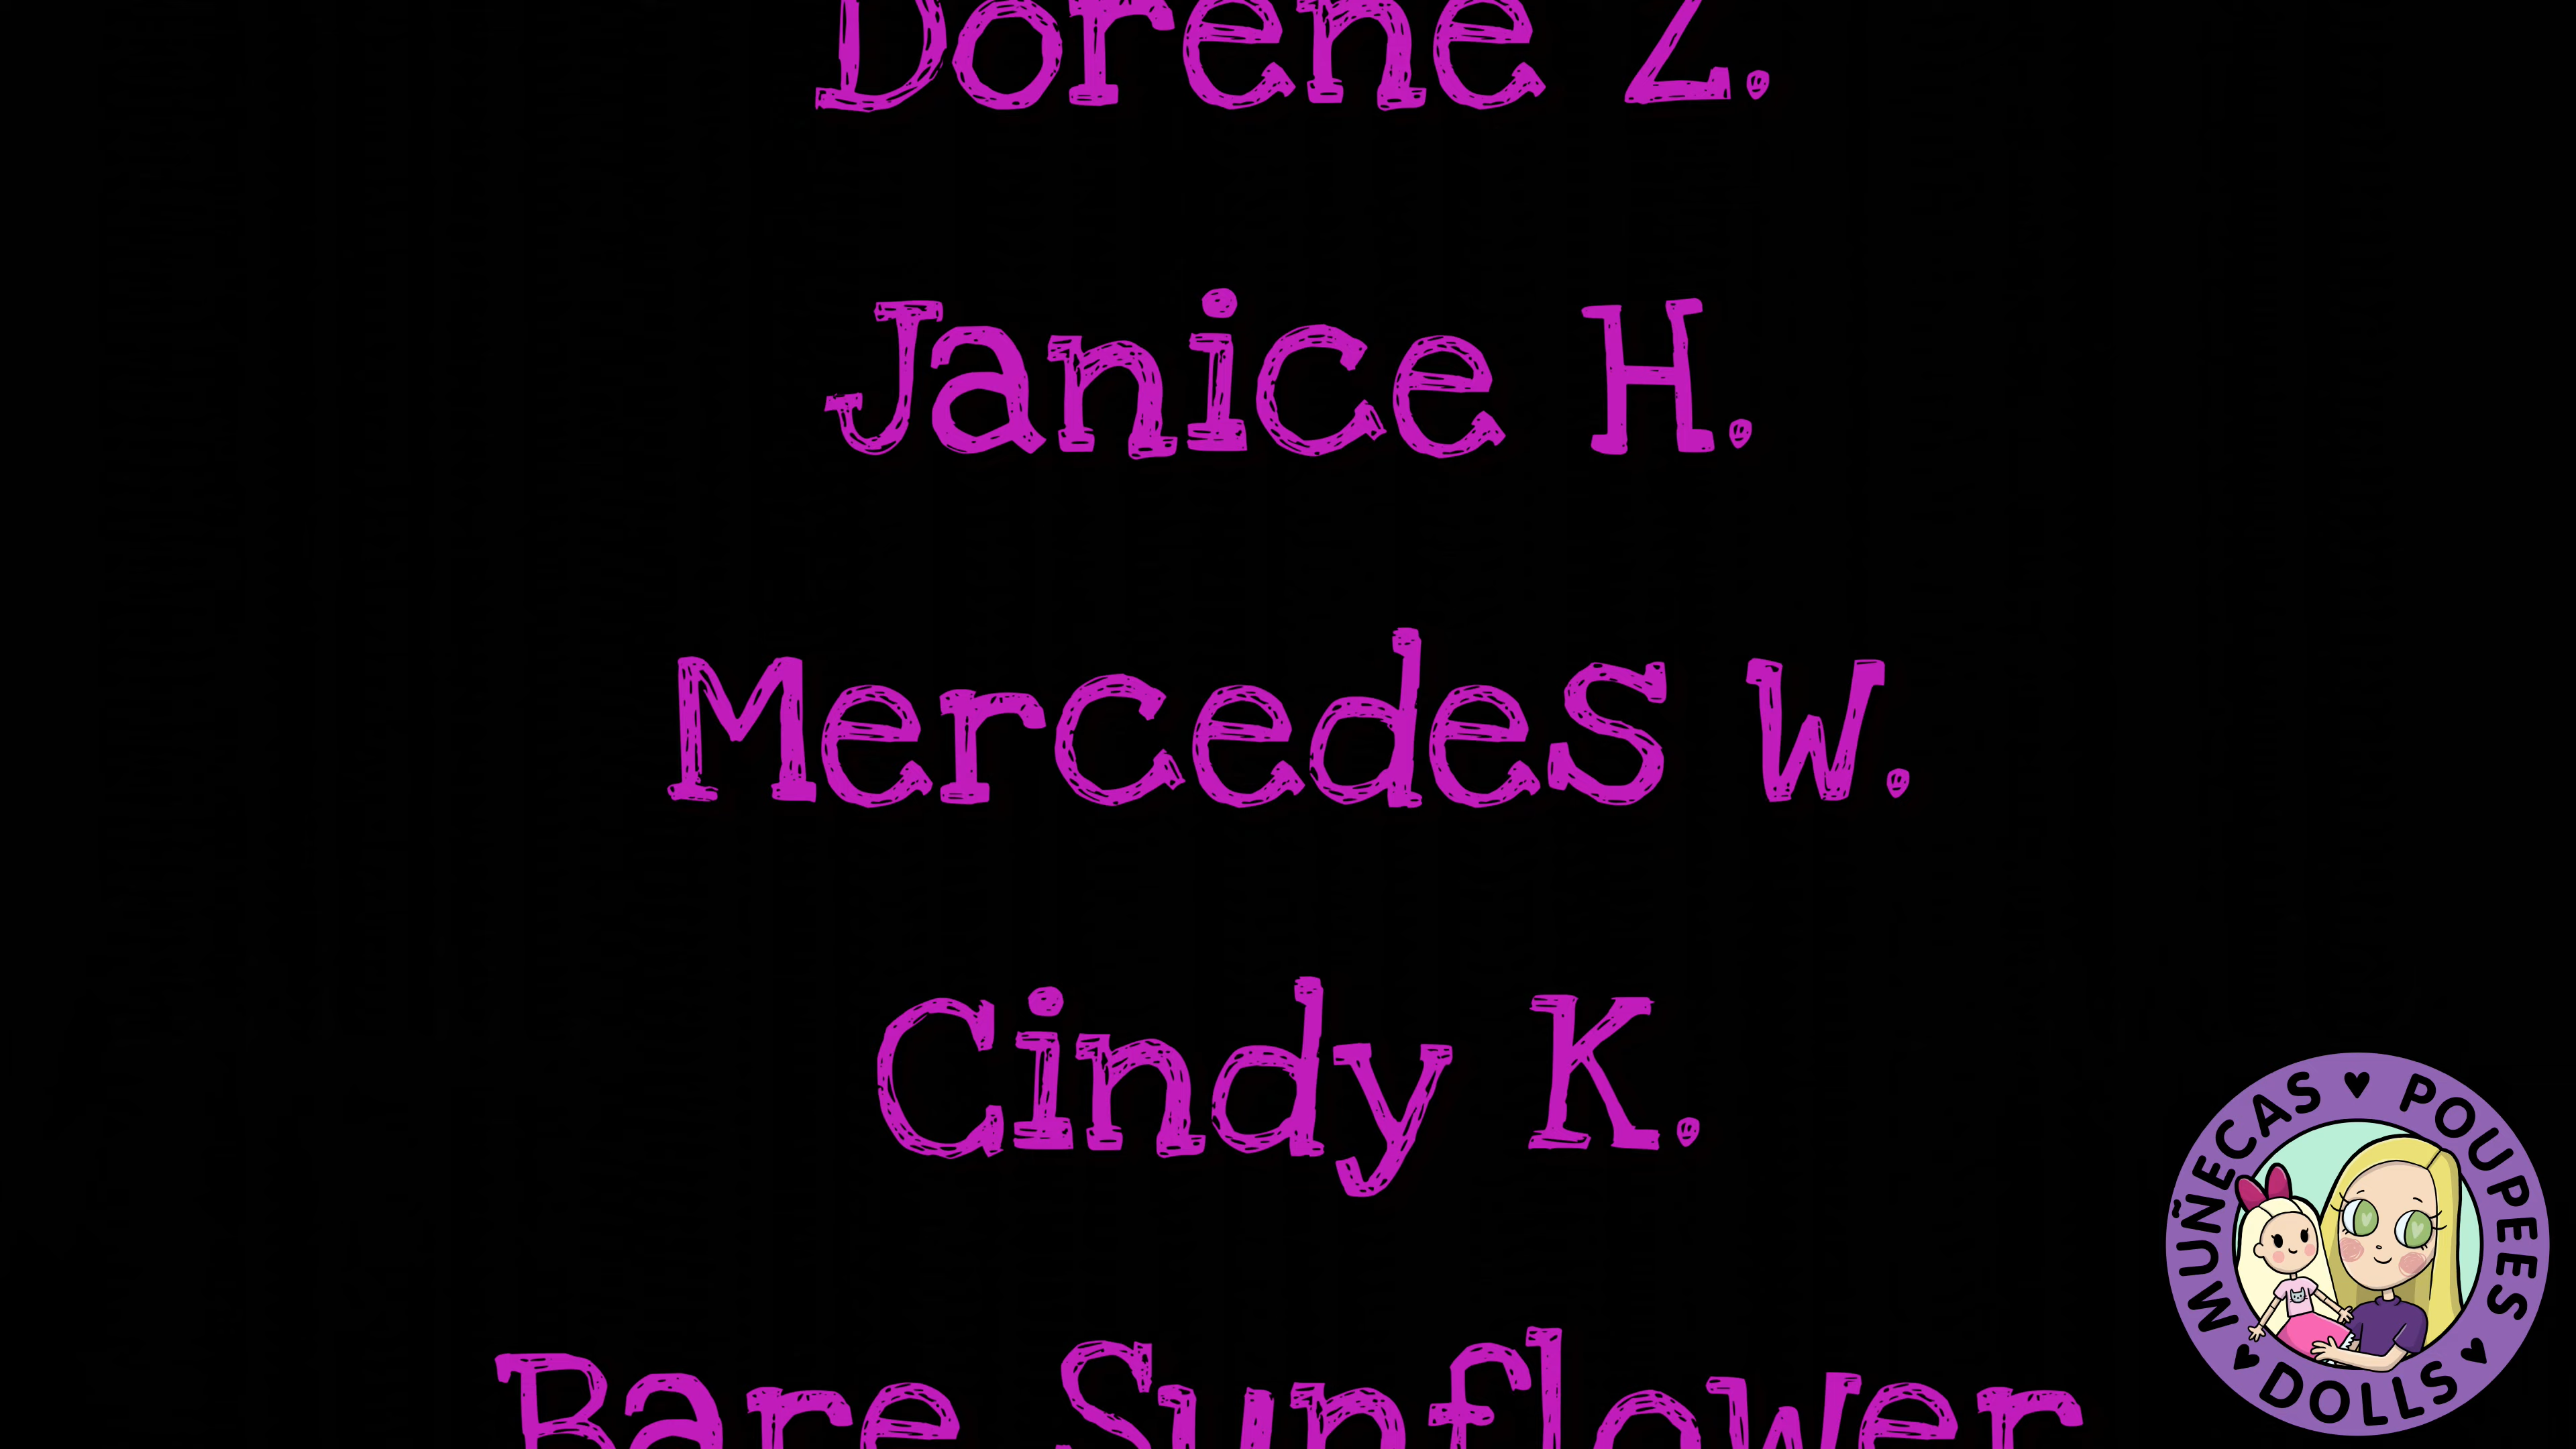 Dorene Z.
Janice H.
Mercedes W.
Cindy K.
Bare Sunflower
MUÑECAS ♥ POUPEES ♥ DOLLS ♥